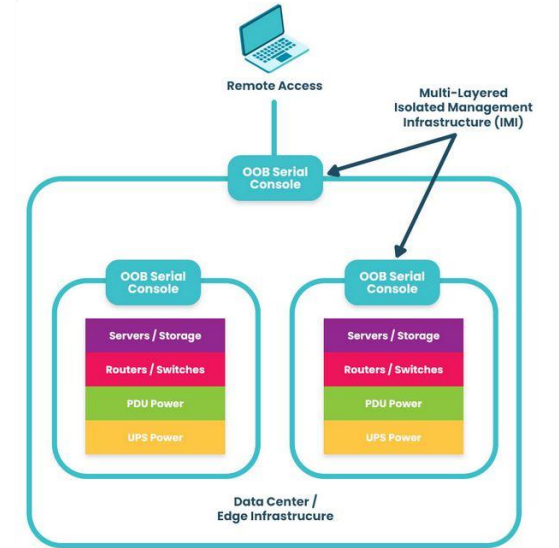 Remote Access
Multi-Layered
Isolated Management
Infrastructure (IMI)
OOB Serial
Console
OOB Serial
Console
Servers / Storage
Routers / Switches
PDU Power
UPS Power
OOB Serial
Console
Servers / Storage
Routers / Switches
PDU Power
UPS Power
Data Center /
Edge Infrastrucure